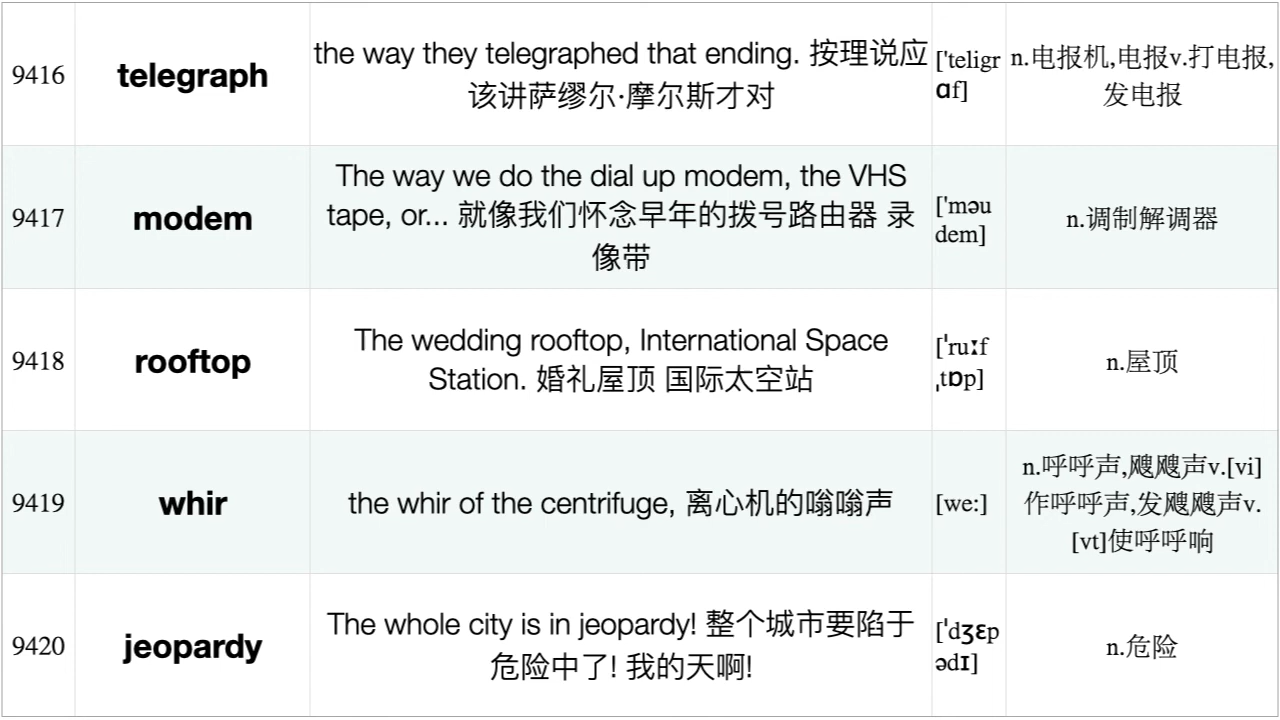 9416
telegraph
the way they telegraphed that ending. 按理说应
该讲萨缪尔·摩尔斯才对
['teligr
ɑf]
n.电报机,电报v.打电报,
发电报
9417
modem
The way we do the dial up modem, the VHS
tape, or... 就像我们怀念早年的拨号路由器 录
像带
['məu
dem]
n.调制解调器
9418
rooftop
The wedding rooftop, International Space
Station. 婚礼屋顶 国际太空站
[ˈruːf
ˌtɒp]
n.屋顶
9419
whir
the whir of the centrifuge, 离心机的嗡嗡声
[we:]
n.呼呼声,飕飕声v.[vi]
作呼呼声,发飕飕声v.
[vt]使呼呼响
9420
jeopardy
The whole city is in jeopardy! 整个城市要陷于
危险中了! 我的天啊!
[ˈdʒɛp
ədɪ]
n.危险